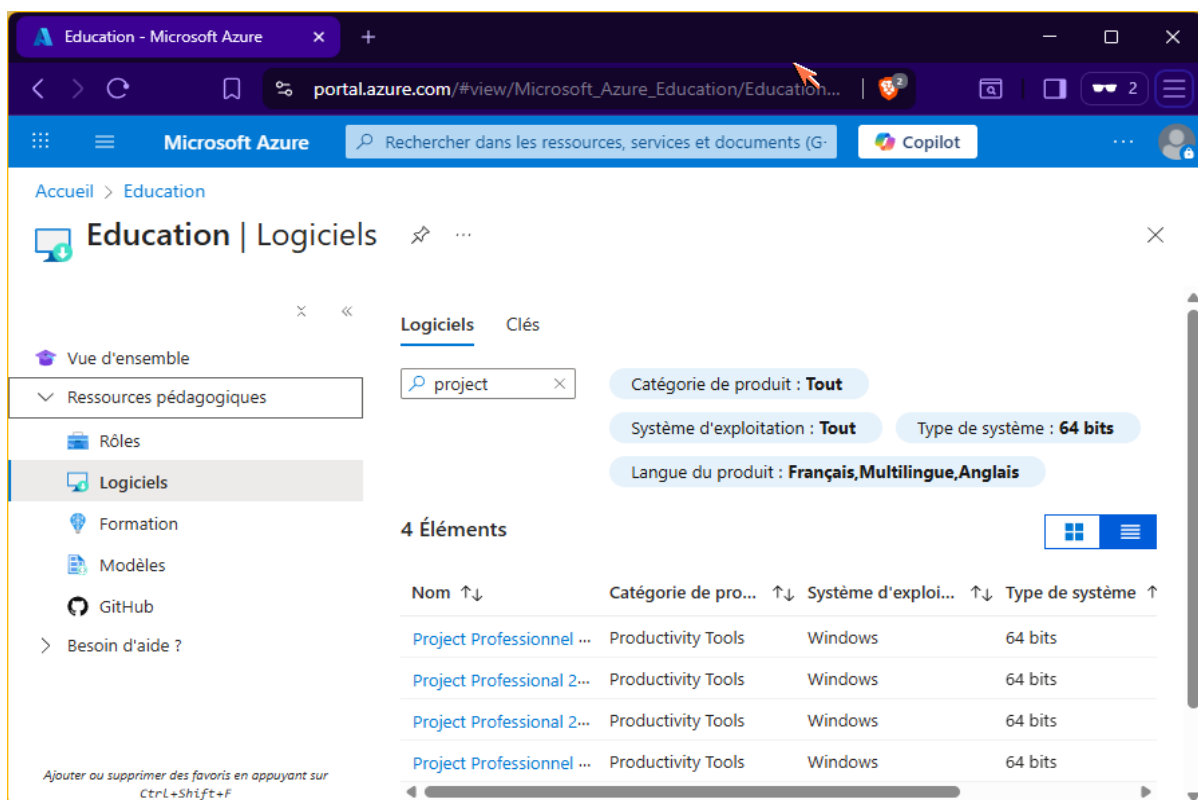 Education - Microsoft Azure
portal.azure.com/#view/Microsoft_Azure_Education/Education...
2
2
Microsoft Azure
Rechercher dans les ressources, services et documents (G-
Copilot
Accueil > Education
Education | Logiciels
Logiciels Clés
Vue d'ensemble
Ressources pédagogiques
Rôles
Logiciels
Formation
Modèles
GitHub
Besoin d'aide ?
Ajouter ou supprimer des favoris en appuyant sur
Ctrl+Shift+F
project
Catégorie de produit : Tout
Système d'exploitation : Tout
Type de système : 64 bits
Langue du produit : Français,Multilingue,Anglais
4 Éléments
Nom ↑↓ Catégorie de pro... ↑↓ Système d'exploi... ↑↓ Type de système ↑
Project Professionnel ... Productivity Tools Windows 64 bits
Project Professional 2... Productivity Tools Windows 64 bits
Project Professional 2... Productivity Tools Windows 64 bits
Project Professionnel ... Productivity Tools Windows 64 bits